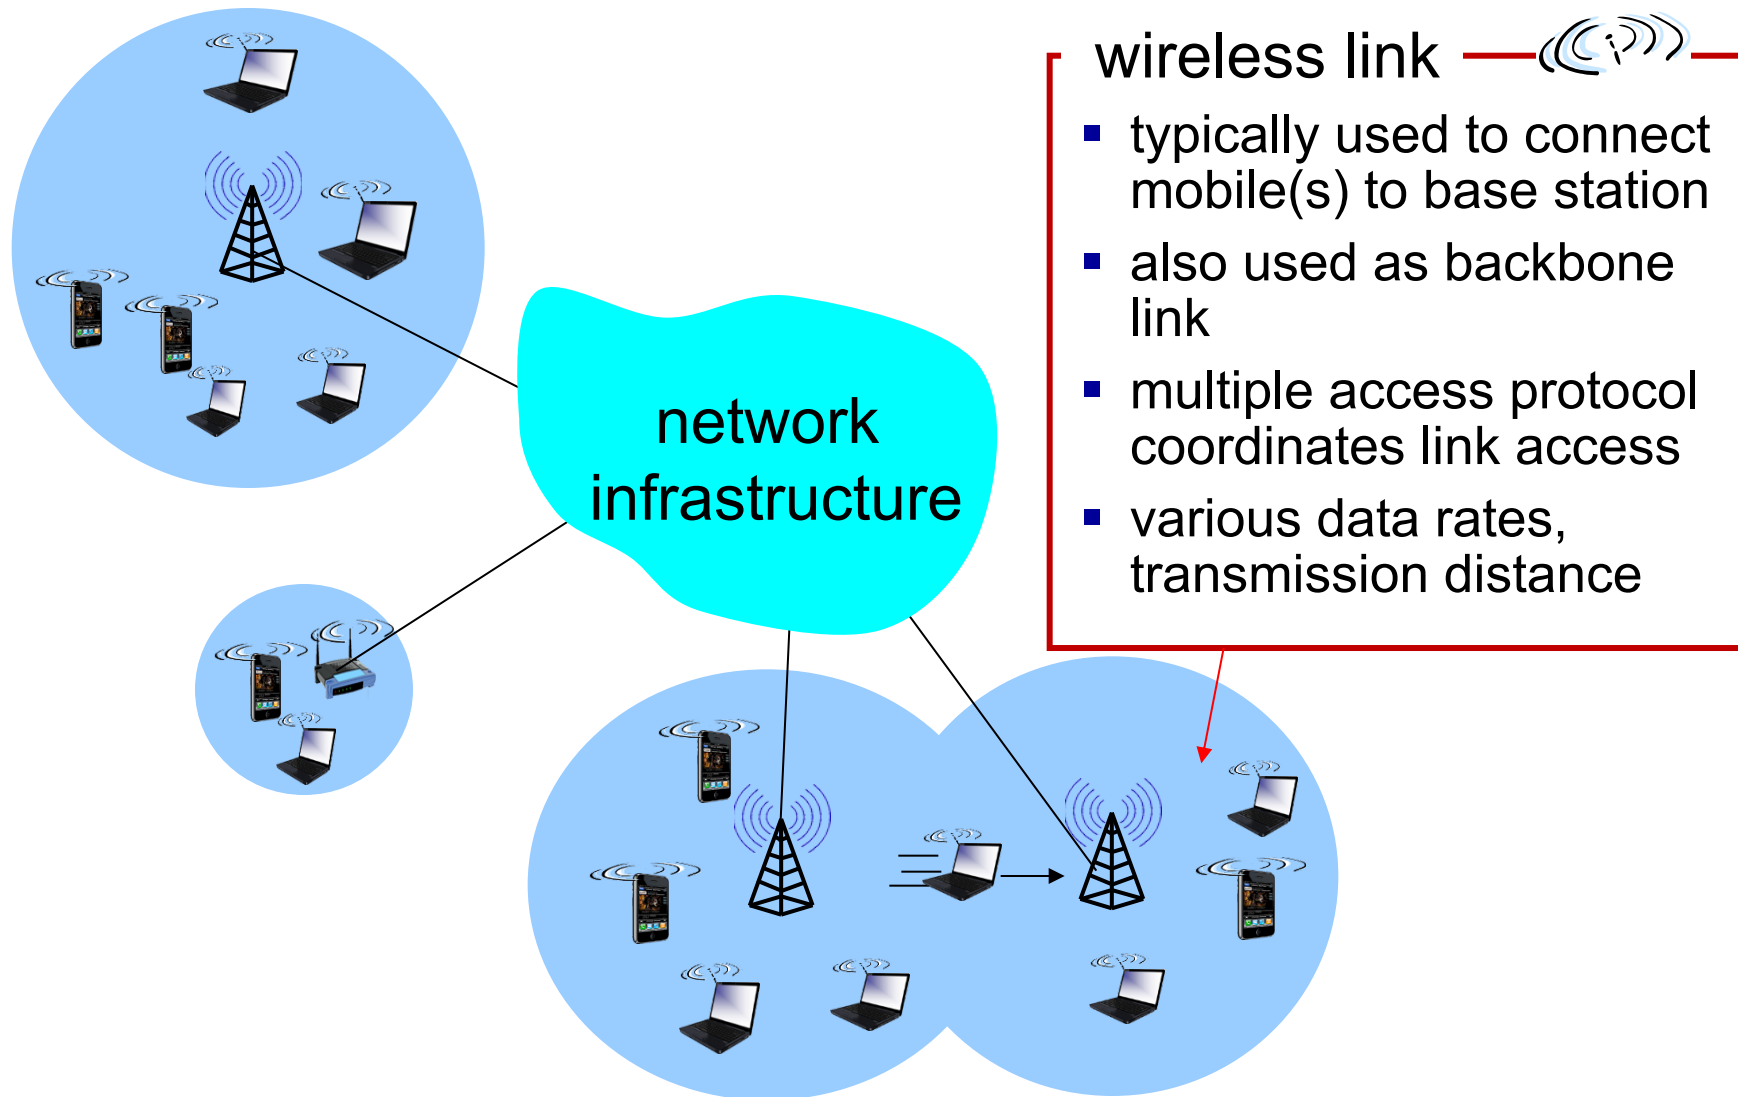 wireless link
▪ typically used to connect
mobile(s) to base station
▪ also used as backbone
link
▪ multiple access protocol
coordinates link access
▪ various data rates,
transmission distance
network
infrastructure